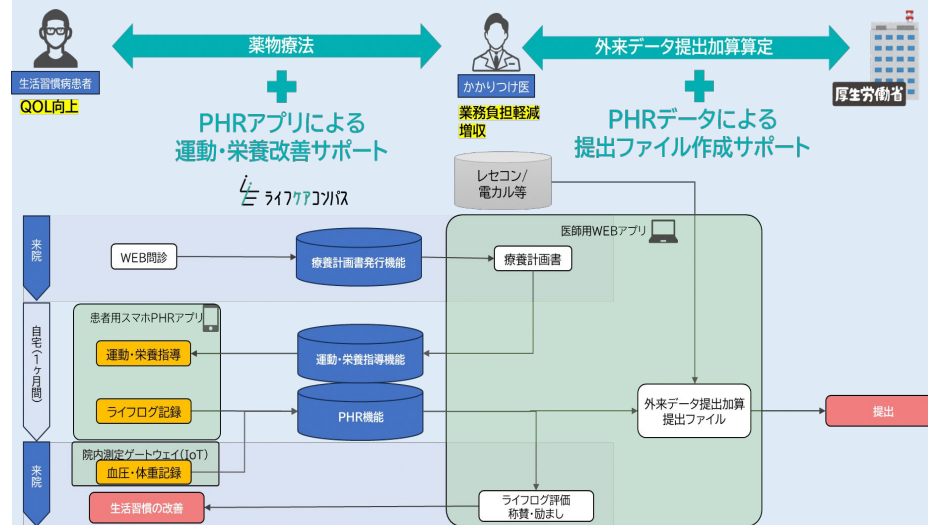 薬物療法
外来データ提出加算算定
生活習慣病患者
QOL向上
かかりつけ医
業務負担軽減
増収
厚生労働省
PHRアプリによる
運動・栄養改善サポート
PHRデータによる
提出ファイル作成サポート
ライフケアコンパス
レセコン/
電カル等
来院
WEB問診
療養計画書発行機能
医師用WEBアプリ
療養計画書
自宅(1ヶ月間)
患者用スマホPHRアプリ
運動・栄養指導
運動・栄養指導機能
ライフログ記録
PHR機能
外来データ提出加算
提出ファイル
提出
来院
院内測定ゲートウェイ(IoT)
血圧・体重記録
生活習慣の改善
ライフログ評価
称賛・励まし